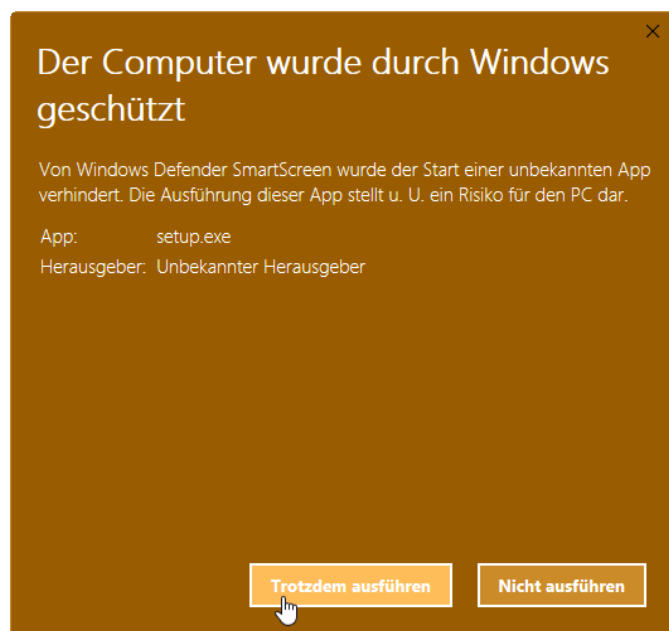 Der Computer wurde durch Windows
geschützt
Von Windows Defender SmartScreen wurde der Start einer unbekannten App
verhindert. Die Ausführung dieser App stellt u. U. ein Risiko für den PC dar.
App: setup.exe
Herausgeber: Unbekannter Herausgeber
Trotzdem ausführen Nicht ausführen